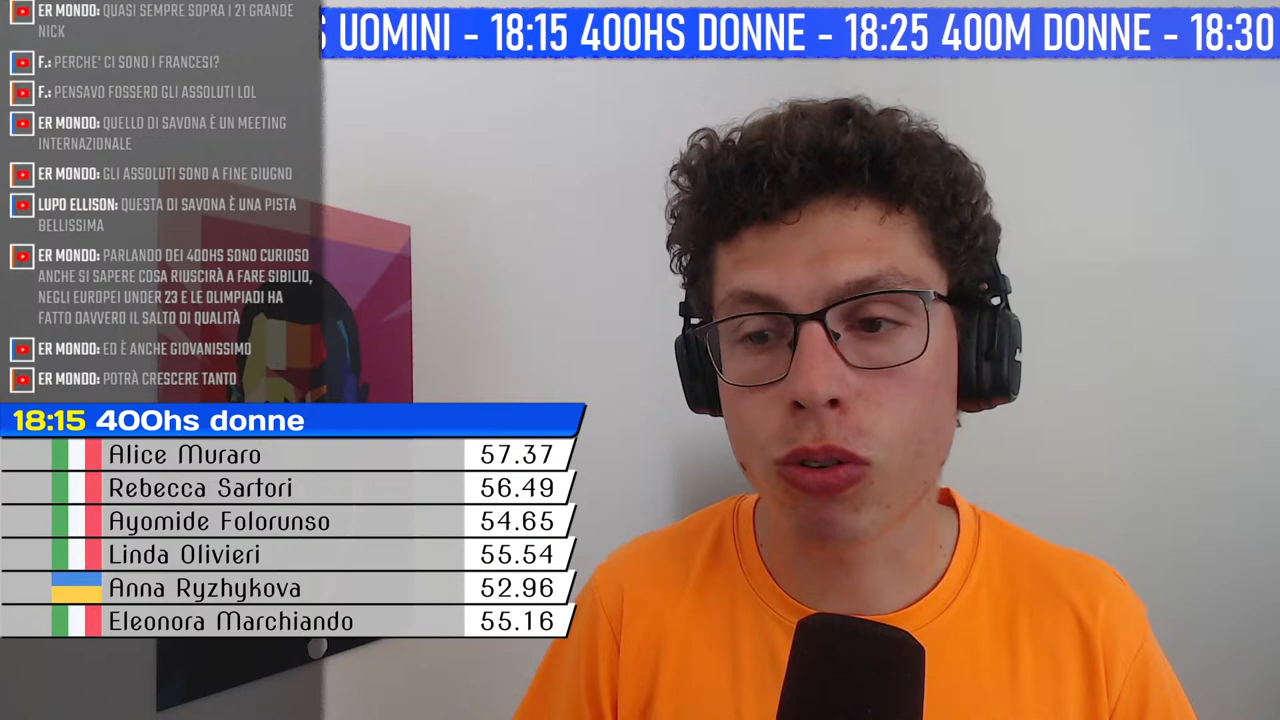 ER MONDO: QUASI SEMPRE SOPRA I 21 GRANDE
NICK
F.: PERCHE' CI SONO I FRANCESI?
F.: PENSAVO FOSSERO GLI ASSOLUTI LOL
ER MONDO: QUELLO DI SAVONA È UN MEETING
INTERNAZIONALE
ER MONDO: GLI ASSOLUTI SONO A FINE GIUGNO
LUPO ELLISON: QUESTA DI SAVONA È UNA PISTA
BELLISSIMA
ER MONDO: PARLANDO DEI 400HS SONO CURIOSO
ANCHE SI SAPERE COSA RIUSCIRÀ A FARE SIBILIO,
NEGLI EUROPEI UNDER 23 E LE OLIMPIADI HA
FATTO DAVVERO IL SALTO DI QUALITÀ
ER MONDO: ED È ANCHE GIOVANISSIMO
ER MONDO: POTRÀ CRESCERE TANTO
UOMINI - 18:15 400HS DONNE - 18:25 400M DONNE - 18:30
18:15 400hs donne
Alice Muraro 57.37
Rebecca Sartori 56.49
Ayomide Folorunso 54.65
Linda Olivieri 55.54
Anna Ryzhykova 52.96
Eleonora Marchiando 55.16